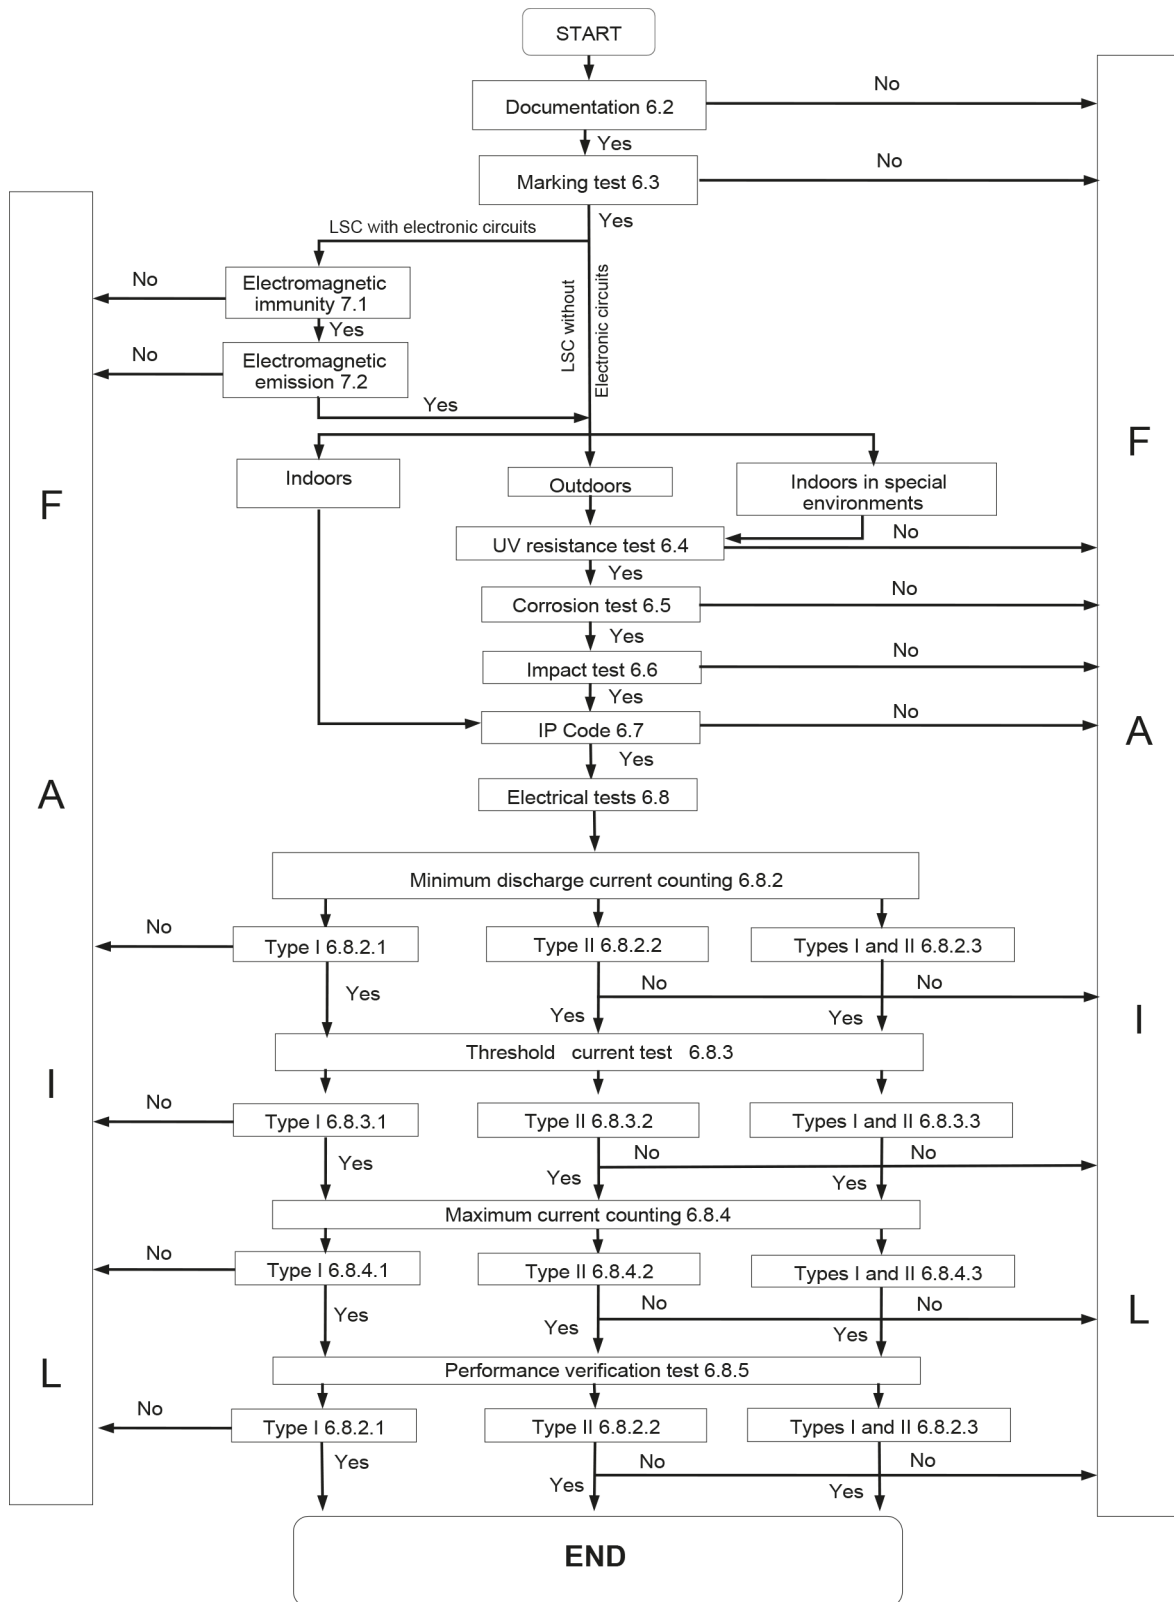 START
Documentation 6.2
No
Yes
Marking test 6.3
No
Yes
LSC with electronic circuits
LSC without
Electronic circuits
Electromagnetic
immunity 7.1
No
Yes
Electromagnetic
emission 7.2
No
Yes
Indoors
Outdoors
Indoors in special
environments
UV resistance test 6.4
No
Yes
Corrosion test 6.5
No
Yes
Impact test 6.6
No
Yes
IP Code 6.7
No
Yes
Electrical tests 6.8
Minimum discharge current counting 6.8.2
No
Type I 6.8.2.1
Type II 6.8.2.2
Types I and II 6.8.2.3
Yes
No
No
Yes
Yes
Threshold current test 6.8.3
No
Type I 6.8.3.1
Type II 6.8.3.2
Types I and II 6.8.3.3
Yes
No
No
Yes
Yes
Maximum current counting 6.8.4
No
Type I 6.8.4.1
Type II 6.8.4.2
Types I and II 6.8.4.3
Yes
No
No
Yes
Yes
Performance verification test 6.8.5
No
Type I 6.8.2.1
Type II 6.8.2.2
Types I and II 6.8.2.3
Yes
No
No
Yes
Yes
END
F
A
I
L
F
A
I
L